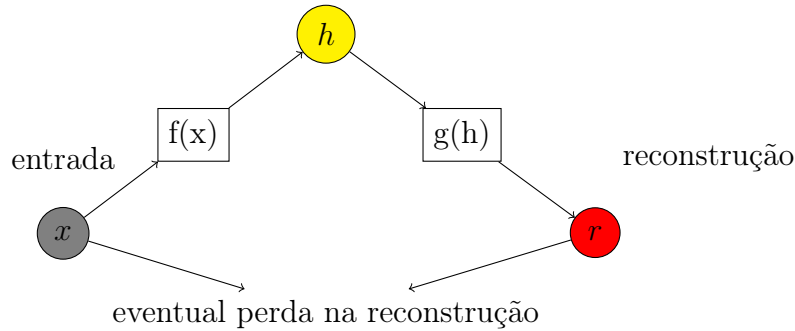 h
f(x)
g(h)
entrada
reconstrução
x
r
eventual perda na reconstrução